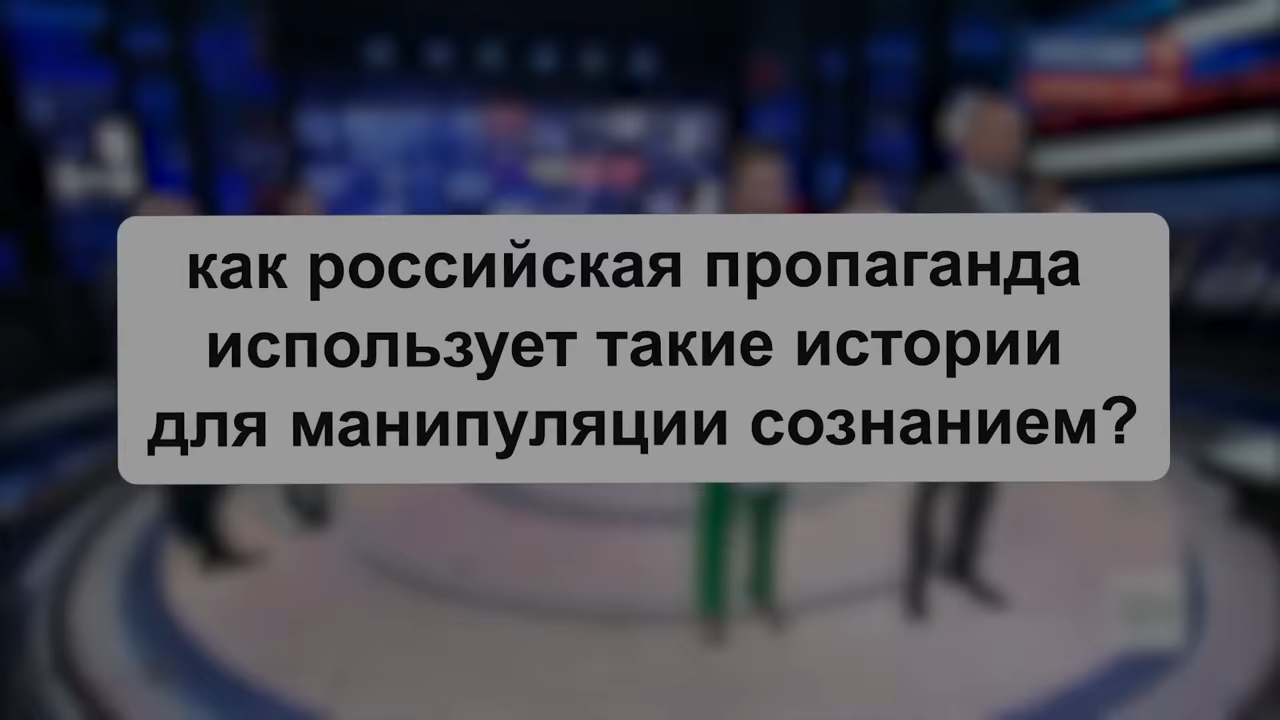 как российская пропаганда
использует такие истории
для манипуляции сознанием?